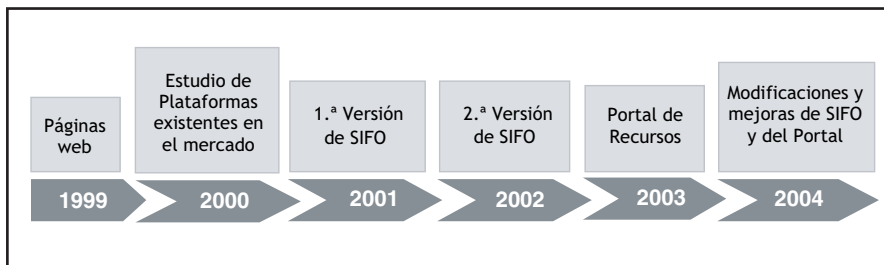 Páginas
web
Estudio de
Plataformas
existentes en
el mercado
1.ª Versión
de SIFO
2.ª Versión
de SIFO
Portal de
Recursos
Modificaciones y
mejoras de SIFO
y del Portal
1999
2000
2001
2002
2003
2004